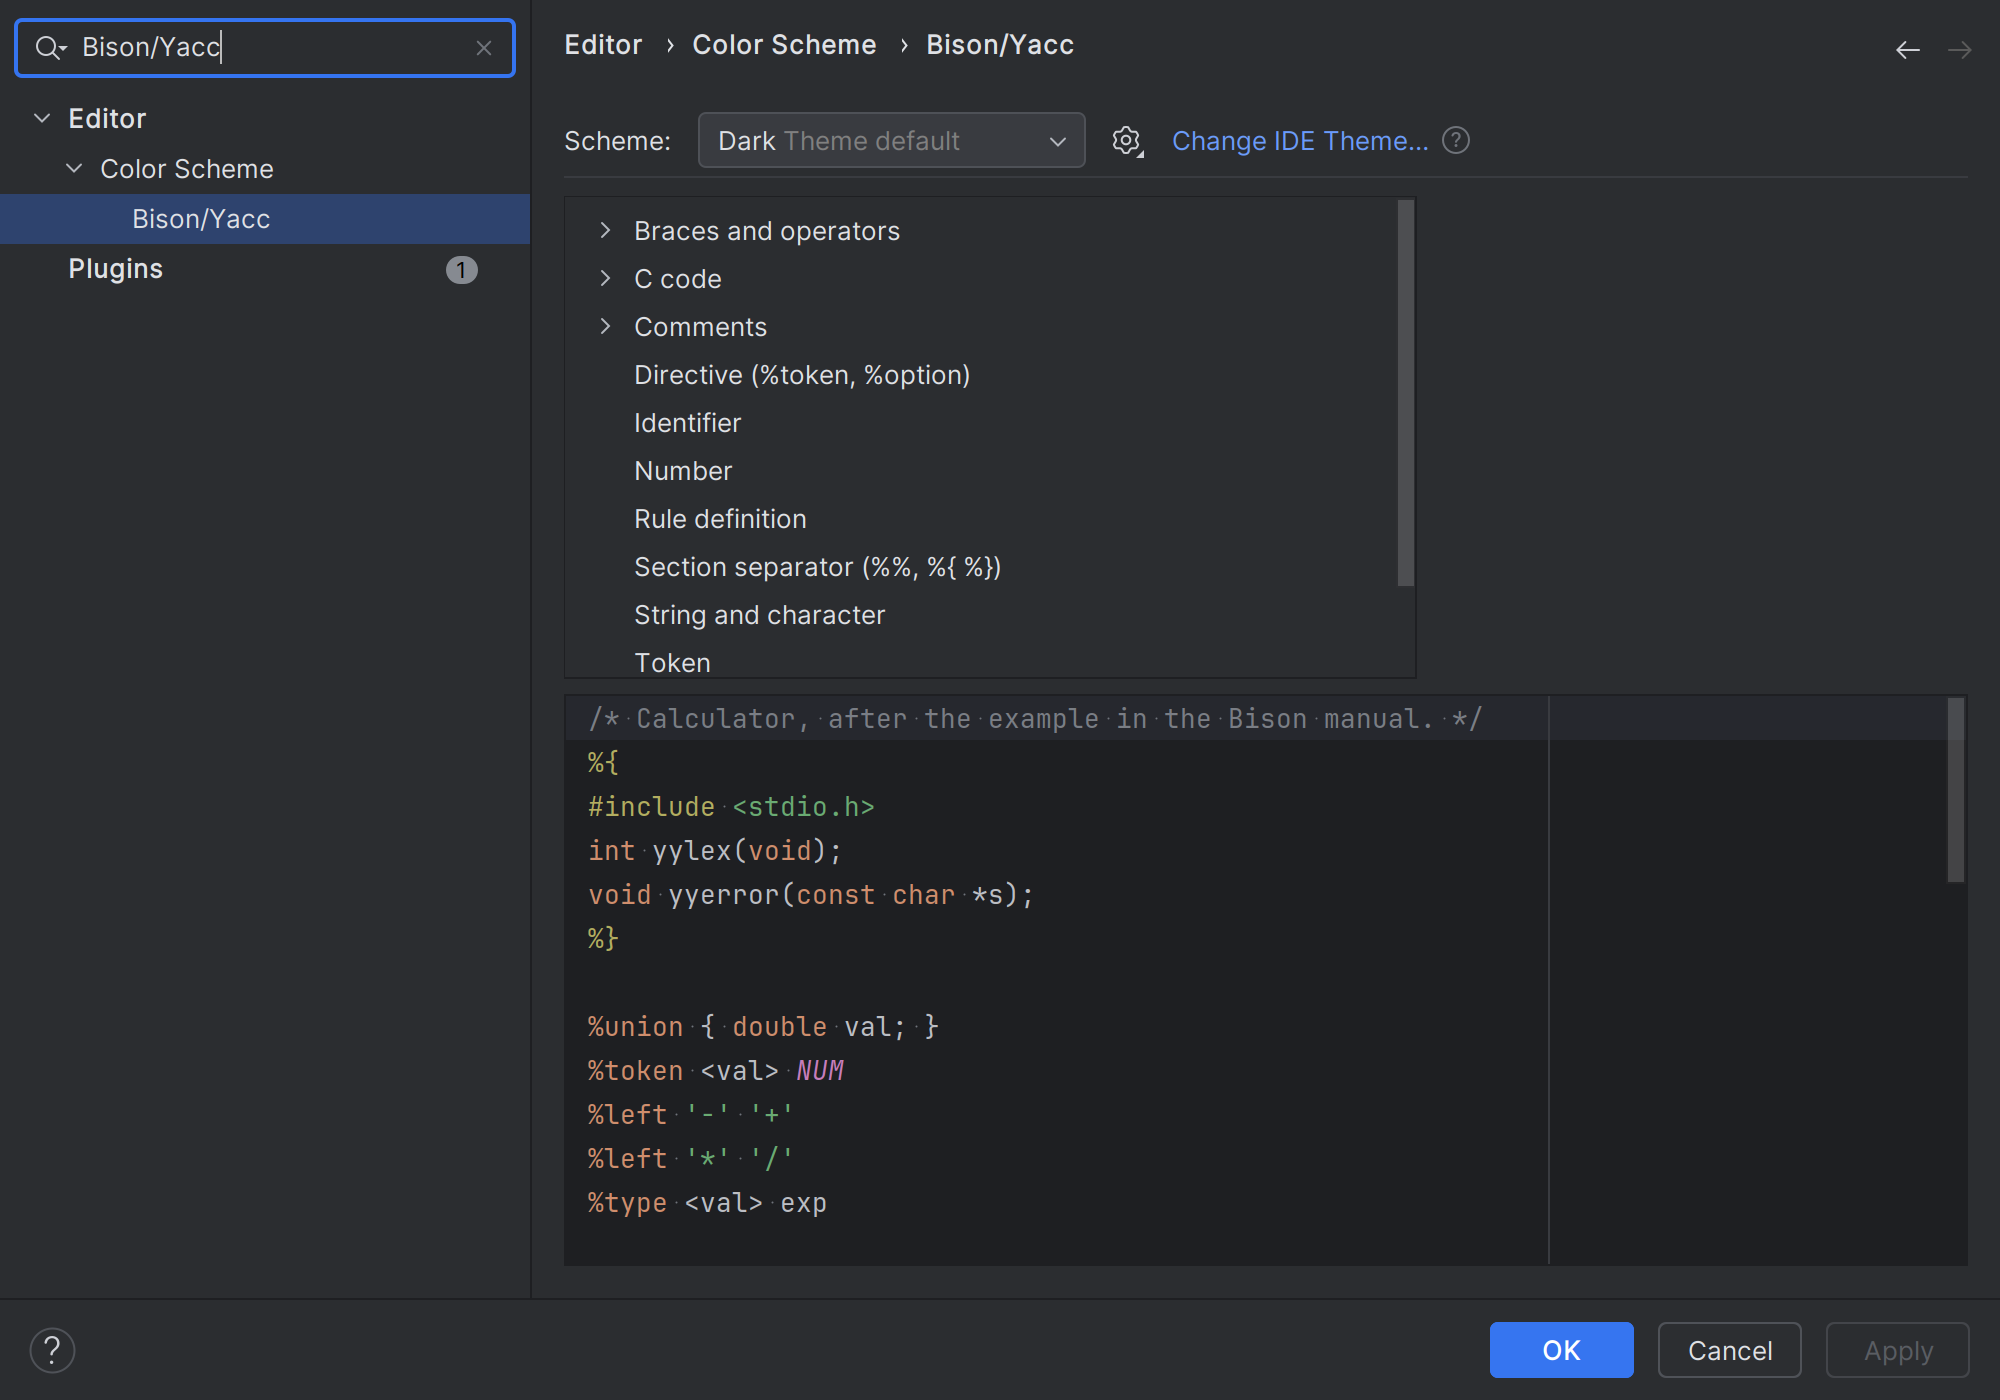 Bison/Yacc
Editor
Color Scheme
Bison/Yacc
Plugins
1
Editor › Color Scheme › Bison/Yacc
Scheme:
Dark Theme default
Change IDE Theme...
?
Braces and operators
C code
Comments
Directive (%token, %option)
Identifier
Number
Rule definition
Section separator (%%, %{ %})
String and character
Token
/* Calculator, after the example in the Bison manual. */
%{
#include <stdio.h>
int yylex(void);
void yyerror(const char *s);
%}
%union { double val; }
%token <val> NUM
%left '-' '+'
%left '*' '/'
%type <val> exp
?
OK
Cancel
Apply